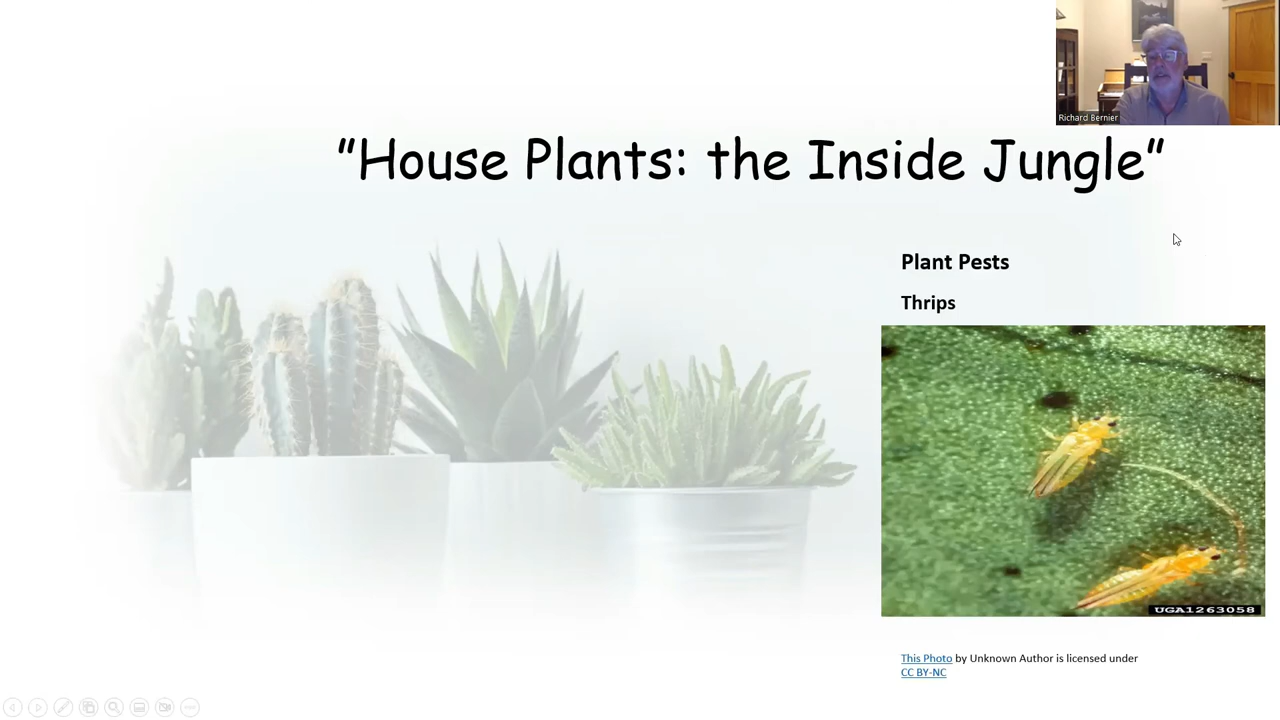 Richard Bernier
”House Plants: the Inside Jungle”
Plant Pests
Thrips
UGA1263058
This Photo by Unknown Author is licensed under
CC BY-NC